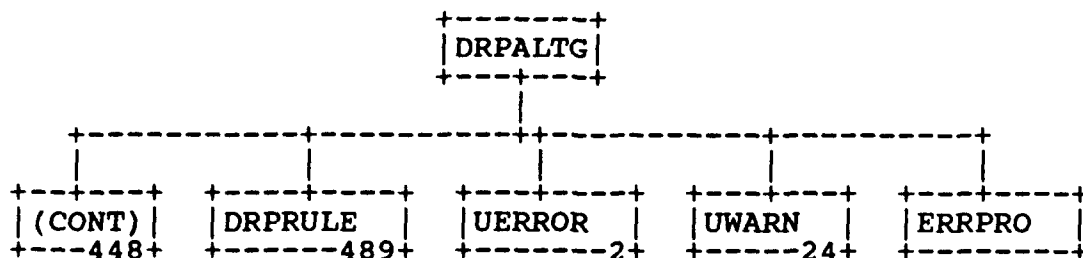 DRPALTG
(CONT) DRPRULE UERROR UWARN ERRPRO
448 489 2 24